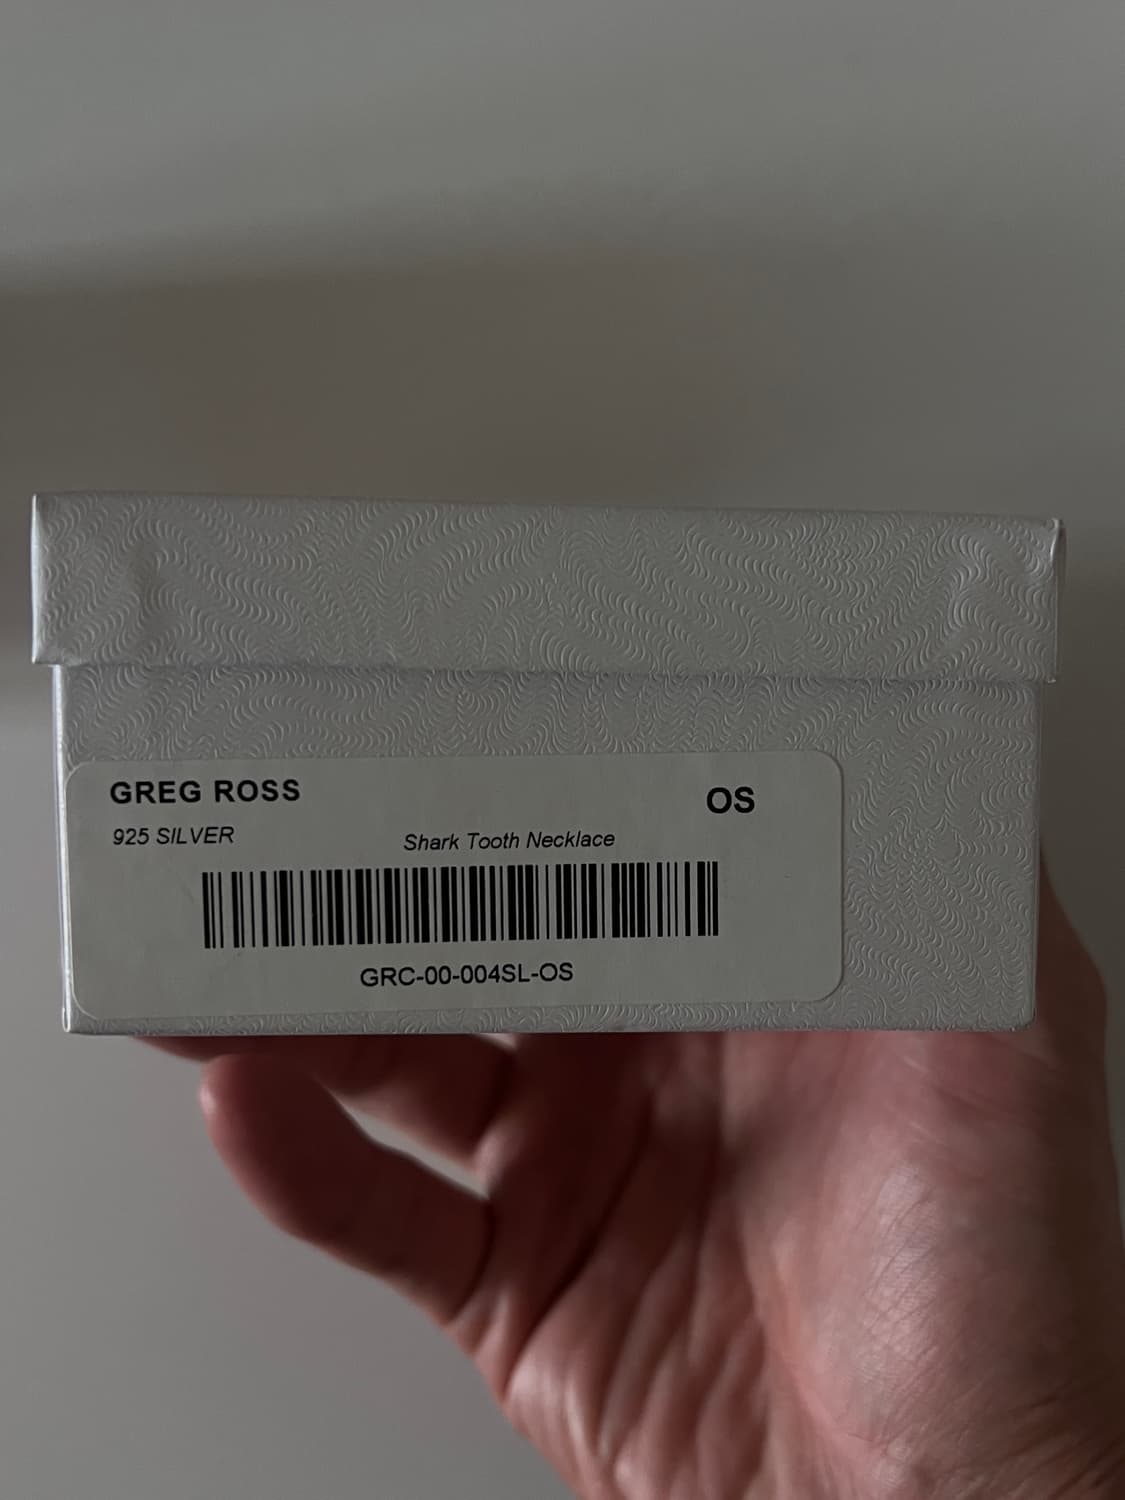 GREG ROSS
OS
925 SILVER
Shark Tooth Necklace
GRC-00-004SL-OS